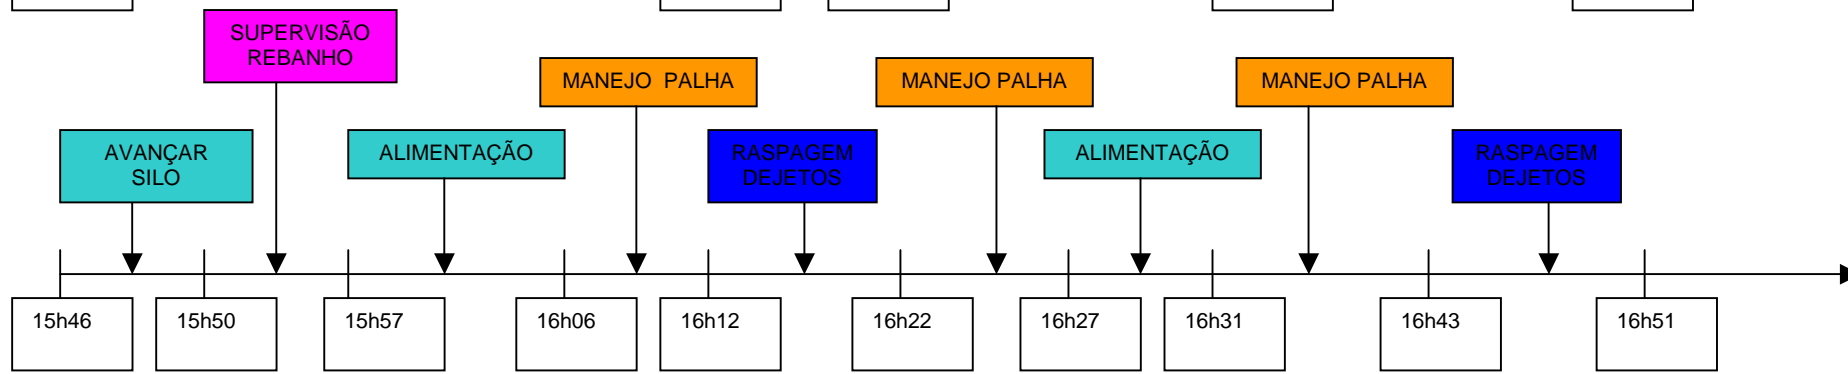 SUPERVISÃO
REBANHO
MANEJO PALHA
MANEJO PALHA
MANEJO PALHA
AVANÇAR
SILO
ALIMENTAÇÃO
RASPAGEM
DEJETOS
ALIMENTAÇÃO
RASPAGEM
DEJETOS
15h46
15h50
15h57
16h06
16h12
16h22
16h27
16h31
16h43
16h51